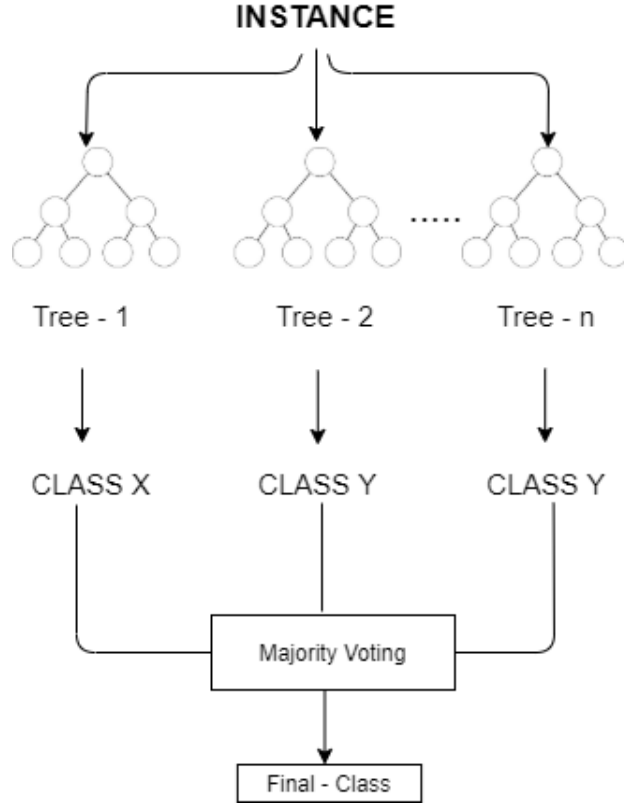 INSTANCE
.....
Tree - 1 Tree - 2 Tree - n
CLASS X CLASS Y CLASS Y
Majority Voting
Final - Class